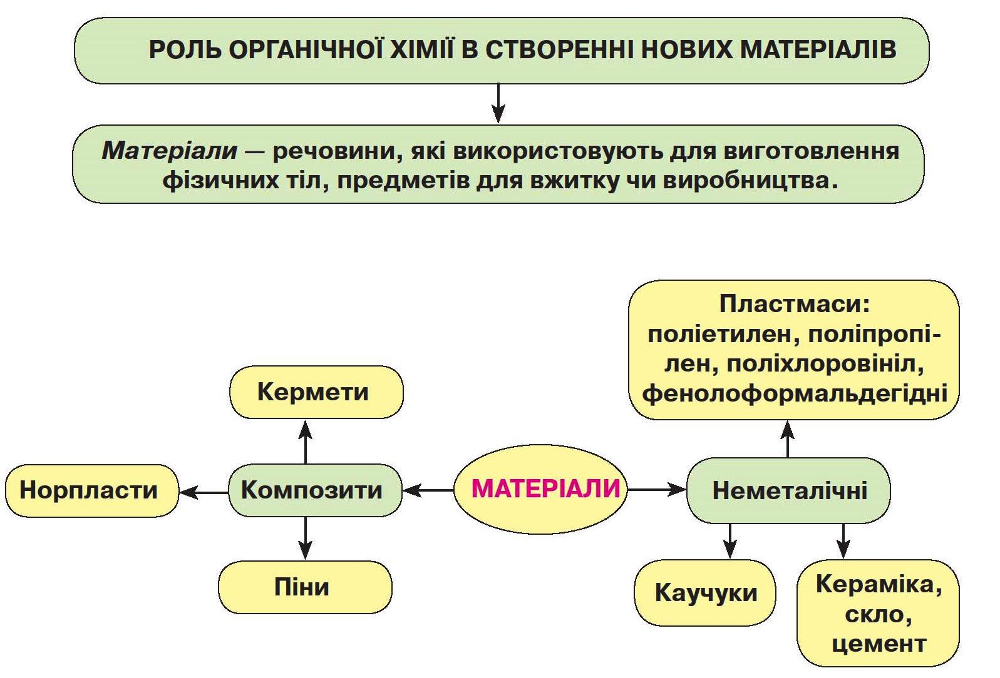 РОЛЬ ОРГАНІЧНОЇ ХІМІЇ В СТВОРЕННІ НОВИХ МАТЕРІАЛІВ
Матеріали — речовини, які використовують для виготовлення
фізичних тіл, предметів для вжитку чи виробництва.
Пластмаси:
поліетилен, поліпропі-
лен, поліхлоровініл,
фенолоформальдегідні
Кермети
Норпласти
Композити
МАТЕРІАЛИ
Неметалічні
Піни
Каучуки
Кераміка,
скло,
цемент